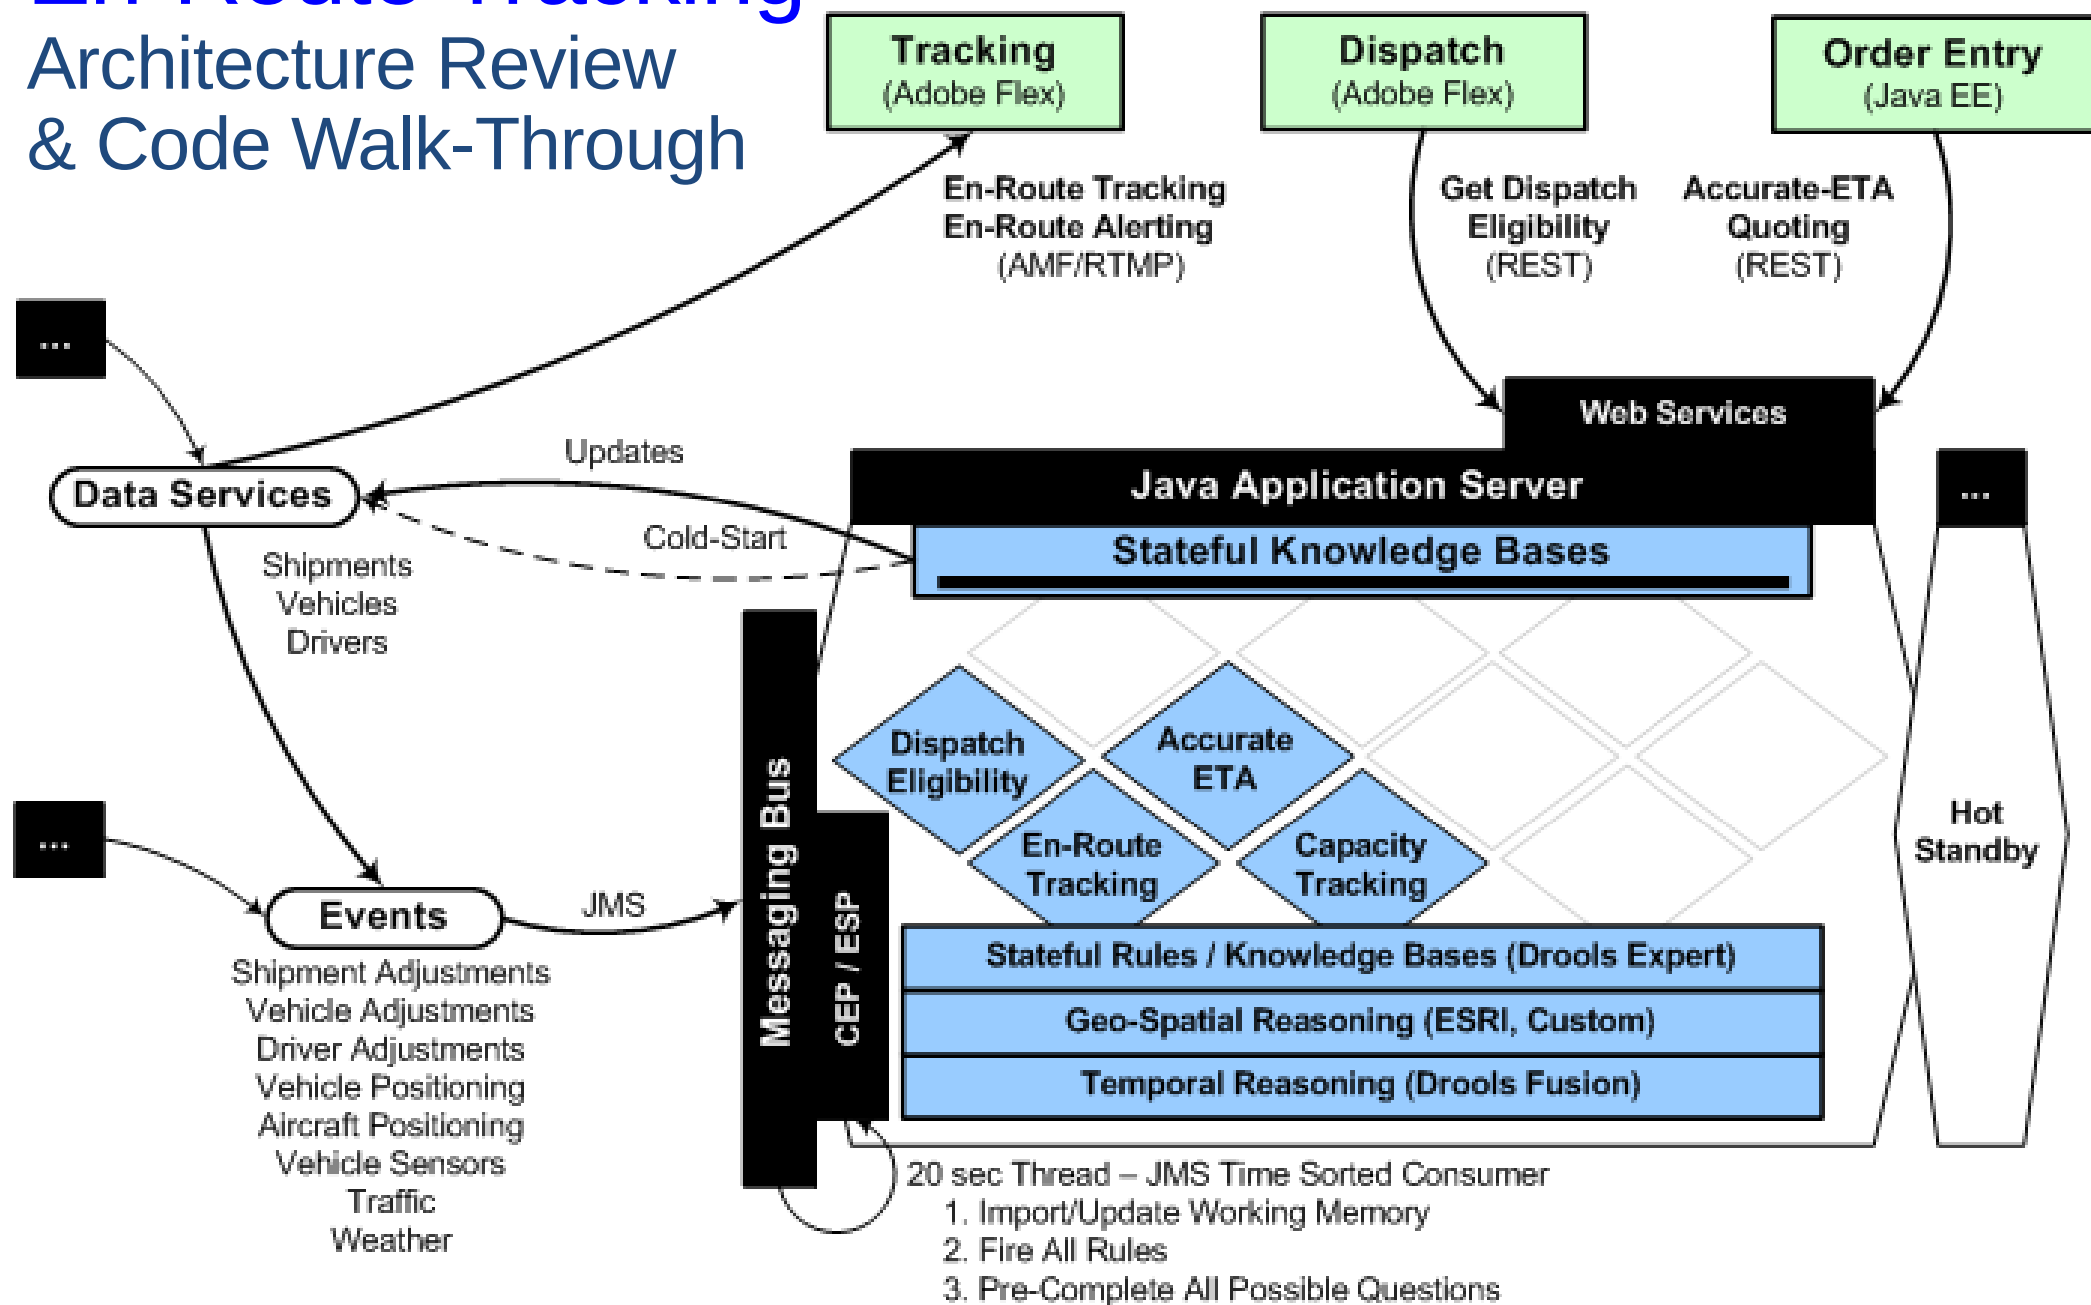 En-Route Tracking
Architecture Review
& Code Walk-Through
Tracking
(Adobe Flex)
Dispatch
(Adobe Flex)
Order Entry
(Java EE)
En-Route Tracking
En-Route Alerting
(AMF/RTMP)
Get Dispatch
Eligibility
(REST)
Accurate-ETA
Quoting
(REST)
...
Web Services
Updates
Data Services
Java Application Server
...
Cold-Start
Stateful Knowledge Bases
Shipments
Vehicles
Drivers
Dispatch
Eligibility
Accurate
ETA
En-Route
Tracking
Capacity
Tracking
Hot
Standby
...
Events
JMS
Messaging Bus
CEP / ESP
Stateful Rules / Knowledge Bases (Drools Expert)
Geo-Spatial Reasoning (ESRI, Custom)
Temporal Reasoning (Drools Fusion)
Shipment Adjustments
Vehicle Adjustments
Driver Adjustments
Vehicle Positioning
Aircraft Positioning
Vehicle Sensors
Traffic
Weather
20 sec Thread – JMS Time Sorted Consumer
1. Import/Update Working Memory
2. Fire All Rules
3. Pre-Complete All Possible Questions